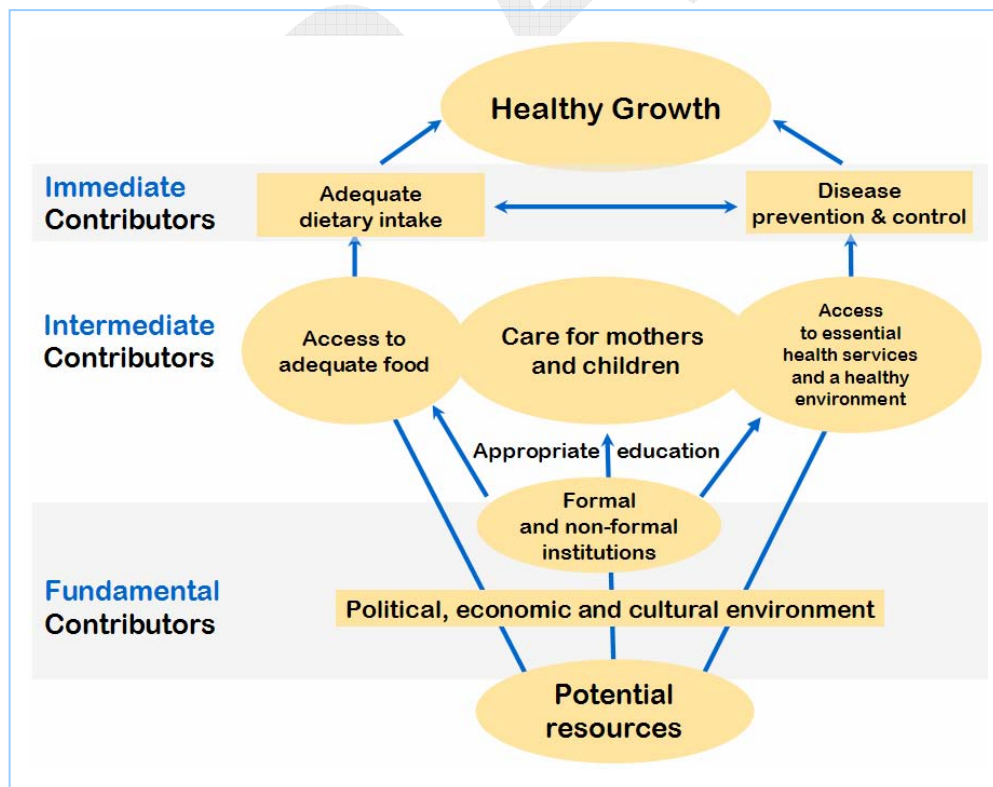 Healthy Growth
Immediate
Contributors
Adequate
dietary intake
Disease
prevention & control
Intermediate
Contributors
Access to
adequate food
Care for mothers
and children
Access
to essential
health services
and a healthy
environment
Appropriate education
Formal
and non-formal
institutions
Fundamental
Contributors
Political, economic and cultural environment
Potential
resources